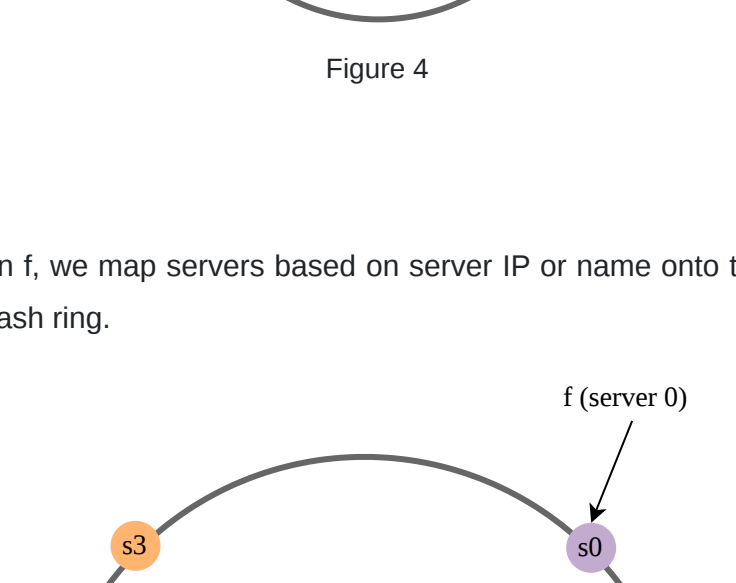 Figure 4
n f, we map servers based on server IP or name onto t
ash ring.
f (server 0)
s3
s0